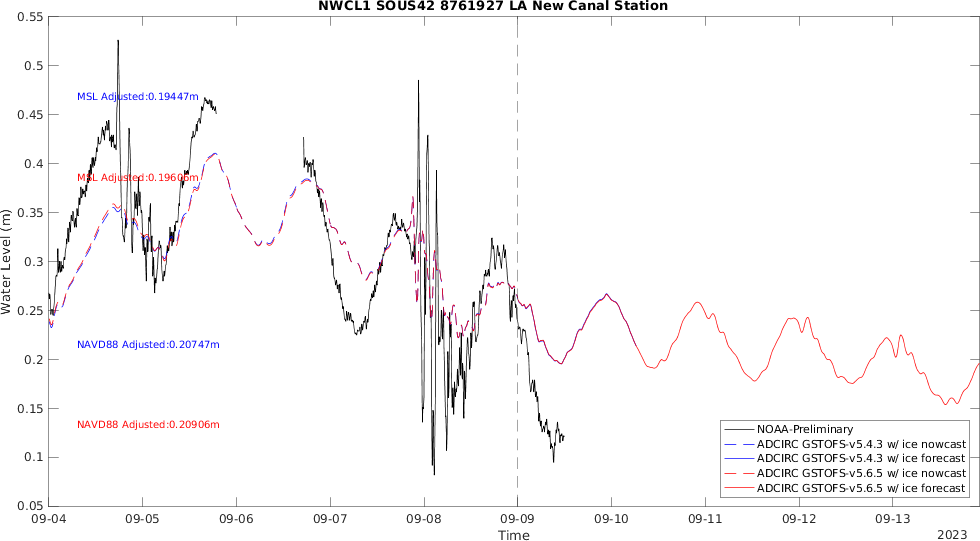 NWCL1 SOUS42 8761927 LA New Canal Station
0.55
0.5
0.45
0.4
0.35
0.3
0.25
0.2
0.15
0.1
0.05
Water Level (m)
MSL Adjusted:0.19447m
MSL Adjusted:0.19606m
NAVD88 Adjusted:0.20747m
NAVD88 Adjusted:0.20906m
NOAA-Preliminary
ADCIRC GSTOFS-v5.4.3 w/ ice nowcast
ADCIRC GSTOFS-v5.4.3 w/ ice forecast
ADCIRC GSTOFS-v5.6.5 w/ ice nowcast
ADCIRC GSTOFS-v5.6.5 w/ ice forecast
09-04 09-05 09-06 09-07 09-08 09-09 09-10 09-11 09-12 09-13
Time
2023